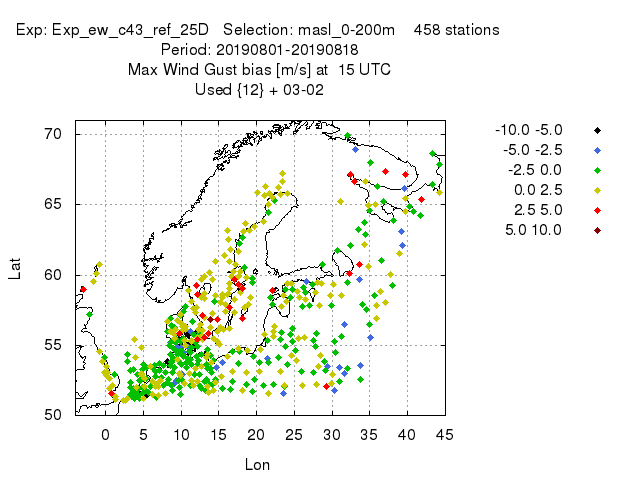 Exp: Exp_ew_c43_ref_25D   Selection: masl_0-200m    458 stations
Period: 20190801-20190818
Max Wind Gust bias [m/s] at  15 UTC
Used {12} + 03-02
-10.0 -5.0
-5.0 -2.5
-2.5 0.0
0.0 2.5
2.5 5.0
5.0 10.0
70
65
60
55
50
Lat
0 5 10 15 20 25 30 35 40 45
Lon